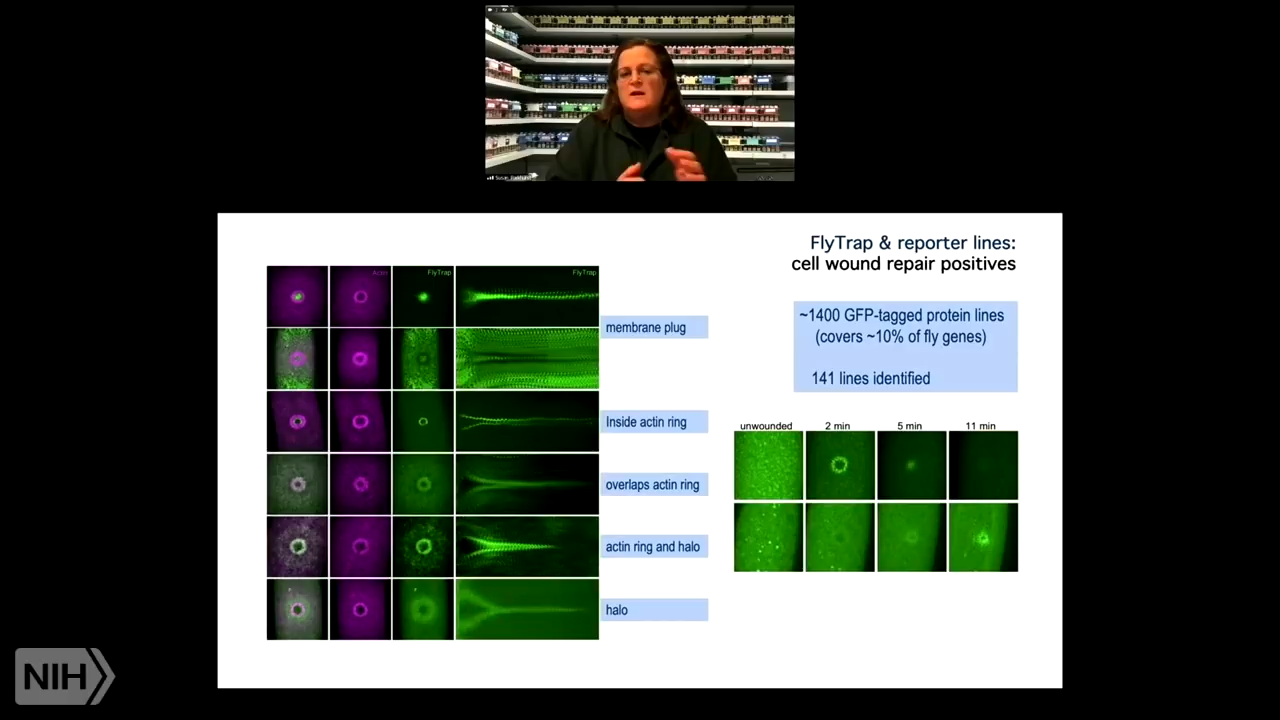 Susan Parkhurst
FlyTrap & reporter lines:
cell wound repair positives
Actin
FlyTrap
FlyTrap
~1400 GFP-tagged protein lines
(covers ~10% of fly genes)
141 lines identified
membrane plug
Inside actin ring
overlaps actin ring
actin ring and halo
halo
unwounded
2 min
5 min
11 min
NIH